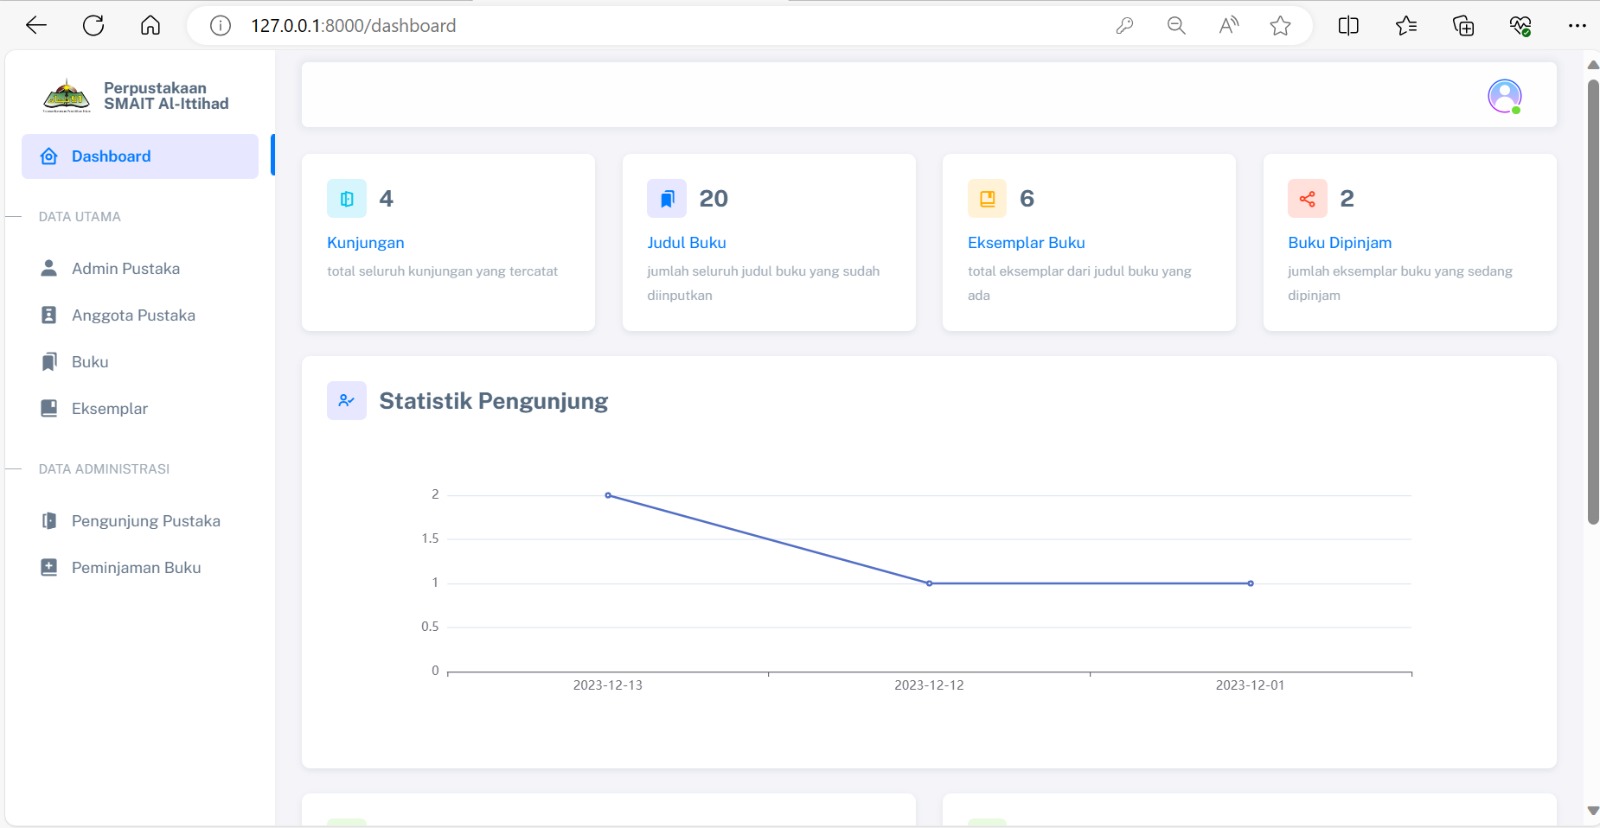 127.0.0.1:8000/dashboard
Perpustakaan
SMAIT Al-Ittihad
Dashboard
DATA UTAMA
Admin Pustaka
Anggota Pustaka
Buku
Eksemplar
DATA ADMINISTRASI
Pengunjung Pustaka
Peminjaman Buku
4
Kunjungan
total seluruh kunjungan yang tercatat
20
Judul Buku
jumlah seluruh judul buku yang sudah
diinputkan
6
Eksemplar Buku
total eksemplar dari judul buku yang
ada
2
Buku Dipinjam
jumlah eksemplar buku yang sedang
dipinjam
Statistik Pengunjung
2
1.5
1
0.5
0
2023-12-13
2023-12-12
2023-12-01